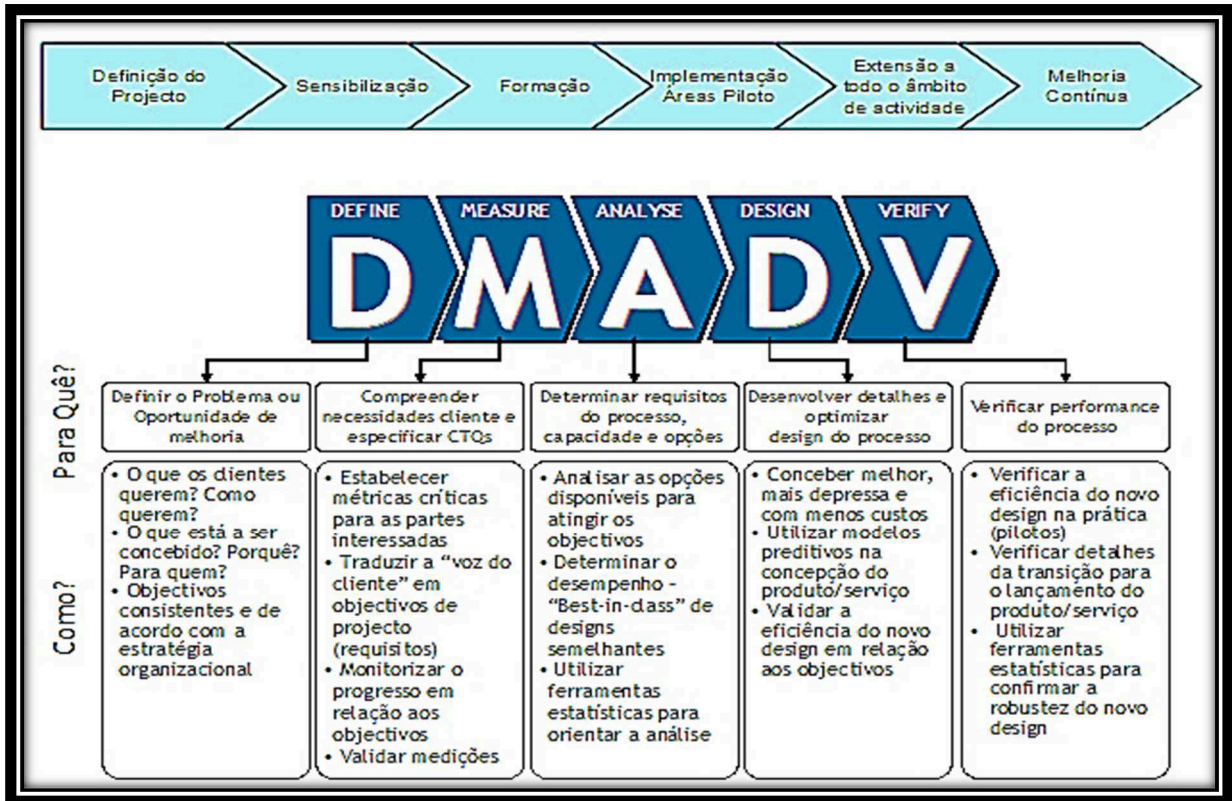 Definição do
Projecto
Sensibilização
Formação
Implementação
Áreas Piloto
Extensão a
todo o âmbito
de actividade
Melhoria
Contínua
DEFINE
MEASURE
ANALYSE
DESIGN
VERIFY
D
M
A
D
V
Para Quê?
Definir o Problema ou
Oportunidade de
melhoria
Compreender
necessidades cliente e
especificar CTQs
Determinar requisitos
do processo,
capacidade e opções
Desenvolver detalhes e
optimizar
design do processo
Verificar performance
do processo
Como?
• O que os clientes
querem? Como
querem?
• O que está a ser
concebido? Porquê?
Para quem?
• Objectivos
consistentes e de
acordo com a
estratégia
organizacional
• Estabelecer
métricas críticas
para as partes
interessadas
• Traduzir a “voz do
cliente” em
objectivos de
projecto
(requisitos)
• Monitorizar o
progresso em
relação aos
objectivos
• Validar medições
• Analisar as opções
disponíveis para
atingir os
objectivos
• Determinar o
desempenho –
“Best-in-class” de
designs
semelhantes
• Utilizar
ferramentas
estatísticas para
orientar a análise
• Conceber melhor,
mais depressa e
com menos custos
• Utilizar modelos
preditivos na
concepção do
produto/serviço
• Validar a
eficiência do novo
design em relação
aos objectivos
• Verificar a
eficiência do novo
design na prática
(pilotos)
• Verificar detalhes
da transição para
o lançamento do
produto/serviço
• Utilizar
ferramentas
estatísticas para
confirmar a
robustez do novo
design